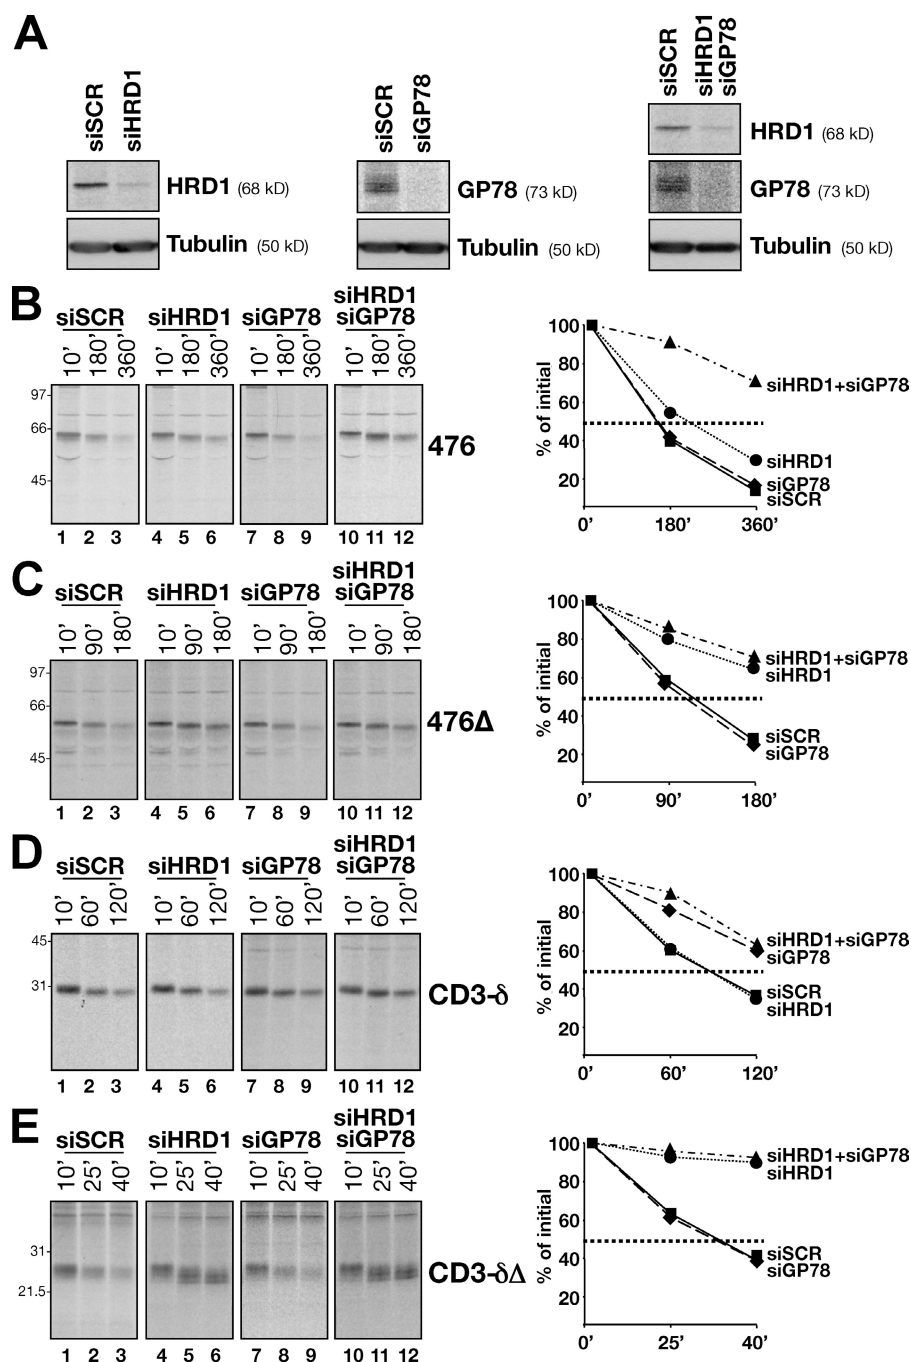 A
siSCR
siHRD1
HRD1 (68 kD)
Tubulin (50 kD)
siSCR
siGP78
GP78 (73 kD)
Tubulin (50 kD)
siSCR
siHRD1
siGP78
HRD1 (68 kD)
GP78 (73 kD)
Tubulin (50 kD)
B
siSCR siHRD1 siGP78 siHRD1
siGP78
10' 180' 360' 10' 180' 360' 10' 180' 360' 10' 180' 360'
97-
66-
45-
476
1 2 3 4 5 6 7 8 9 10 11 12
% of initial
100
80
60
40
20
0' 180' 360'
siHRD1+siGP78
siHRD1
siGP78
siSCR
C
siSCR siHRD1 siGP78 siHRD1
siGP78
10' 90' 180' 10' 90' 180' 10' 90' 180' 10' 90' 180'
97-
66-
45-
476Δ
1 2 3 4 5 6 7 8 9 10 11 12
% of initial
100
80
60
40
20
0' 90' 180'
siHRD1+siGP78
siHRD1
siSCR
siGP78
D
siSCR siHRD1 siGP78 siHRD1
siGP78
10' 60' 120' 10' 60' 120' 10' 60' 120' 10' 60' 120'
45-
31-
CD3-δ
1 2 3 4 5 6 7 8 9 10 11 12
% of initial
100
80
60
40
20
0' 60' 120'
siHRD1+siGP78
siGP78
siSCR
siHRD1
E
siSCR siHRD1 siGP78 siHRD1
siGP78
10' 25' 40' 10' 25' 40' 10' 25' 40' 10' 25' 40'
31-
21.5-
CD3-δΔ
1 2 3 4 5 6 7 8 9 10 11 12
% of initial
100
80
60
40
20
0' 25' 40'
siHRD1+siGP78
siHRD1
siSCR
siGP78